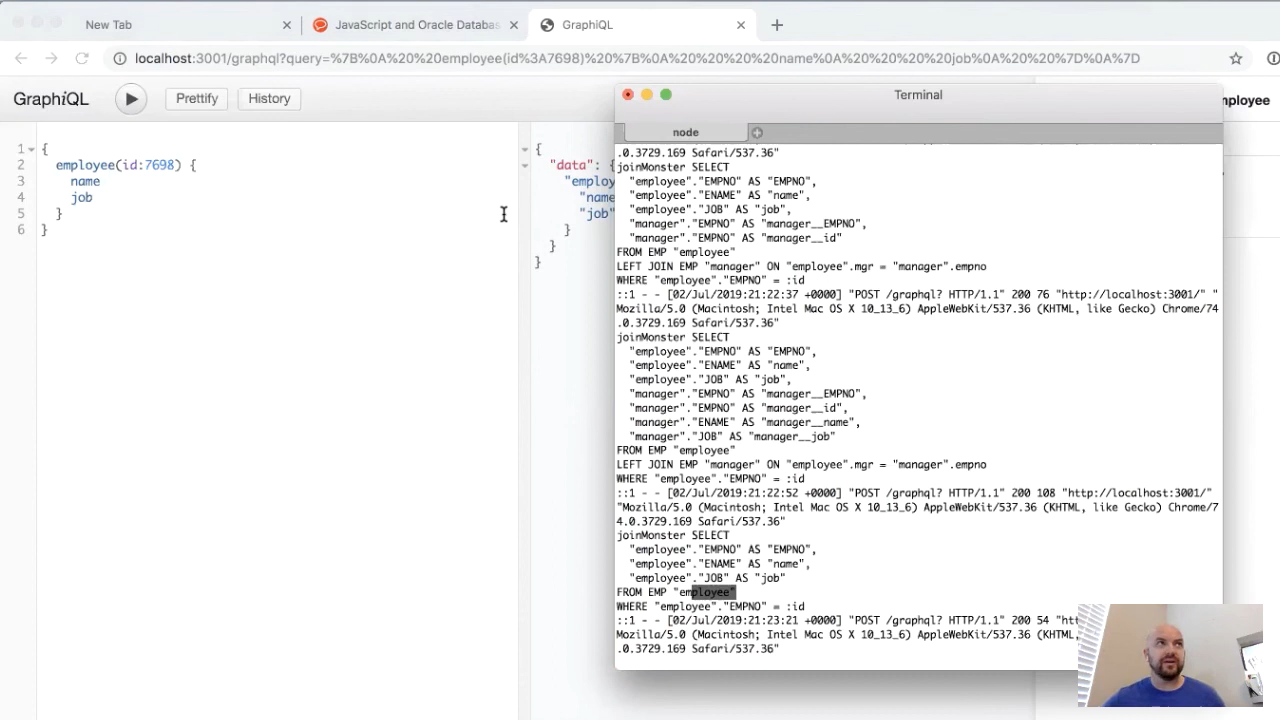 New Tab
JavaScript and Oracle Databas
GraphiQL
localhost:3001/graphql?query=%7B%0A%20%20employee(id%3A7698)%20%7B%0A%20%20%20%20name%0A%20%20%20%20job%0A%20%20%7D%0A%7D
GraphiQL
Prettify
History
mployee
1 {
2 employee(id:7698) {
3 name
4 job
5 }
6 }
{
"data": {
"employ
"name
"job"
}
}
}
Terminal
node
.0.3729.169 Safari/537.36"
joinMonster SELECT
"employee"."EMPNO" AS "EMPNO",
"employee"."ENAME" AS "name",
"employee"."JOB" AS "job",
"manager"."EMPNO" AS "manager__EMPNO",
"manager"."EMPNO" AS "manager__id"
FROM EMP "employee"
LEFT JOIN EMP "manager" ON "employee".mgr = "manager".empno
WHERE "employee"."EMPNO" = :id
::1 - - [02/Jul/2019:21:22:37 +0000] "POST /graphql? HTTP/1.1" 200 76 "http://localhost:3001/" "
Mozilla/5.0 (Macintosh; Intel Mac OS X 10_13_6) AppleWebKit/537.36 (KHTML, like Gecko) Chrome/74
.0.3729.169 Safari/537.36"
joinMonster SELECT
"employee"."EMPNO" AS "EMPNO",
"employee"."ENAME" AS "name",
"employee"."JOB" AS "job",
"manager"."EMPNO" AS "manager__EMPNO",
"manager"."EMPNO" AS "manager__id",
"manager"."ENAME" AS "manager__name",
"manager"."JOB" AS "manager__job"
FROM EMP "employee"
LEFT JOIN EMP "manager" ON "employee".mgr = "manager".empno
WHERE "employee"."EMPNO" = :id
::1 - - [02/Jul/2019:21:22:52 +0000] "POST /graphql? HTTP/1.1" 200 108 "http://localhost:3001/"
"Mozilla/5.0 (Macintosh; Intel Mac OS X 10_13_6) AppleWebKit/537.36 (KHTML, like Gecko) Chrome/7
4.0.3729.169 Safari/537.36"
joinMonster SELECT
"employee"."EMPNO" AS "EMPNO",
"employee"."ENAME" AS "name",
"employee"."JOB" AS "job"
FROM EMP "employee"
WHERE "employee"."EMPNO" = :id
::1 - - [02/Jul/2019:21:23:21 +0000] "POST /graphql? HTTP/1.1" 200 54 "htt
Mozilla/5.0 (Macintosh; Intel Mac OS X 10_13_6) AppleWebKit/537.36 (KHTML,
.0.3729.169 Safari/537.36"